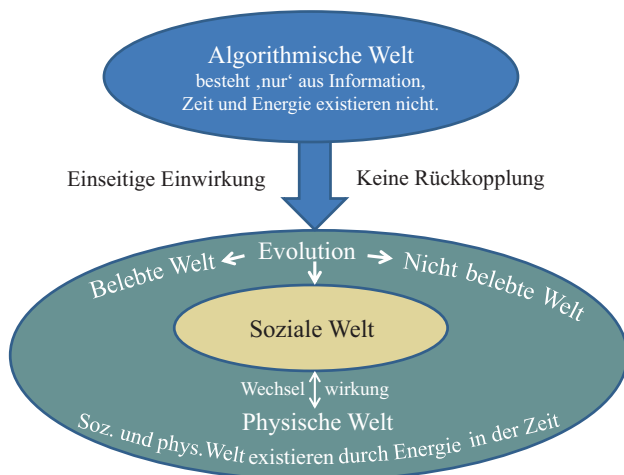 Algorithmische Welt
besteht ‚nur‘ aus Information,
Zeit und Energie existieren nicht.
Einseitige Einwirkung
Keine Rückkopplung
Belebte Welt
Evolution
Nicht belebte Welt
Soziale Welt
Wechsel wirkung
Physische Welt
Soz. und phys.Welt existieren durch Energie in der Zeit